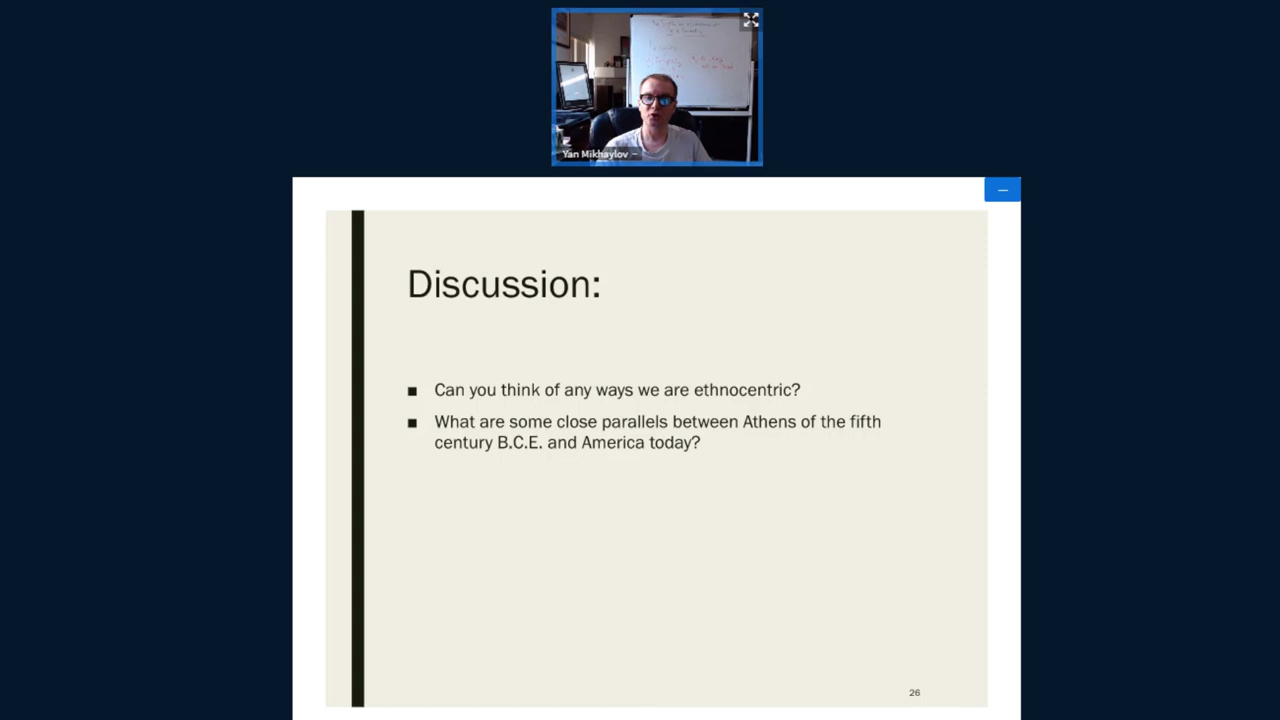 Yan Mikhaylov
Discussion:
Can you think of any ways we are ethnocentric?
What are some close parallels between Athens of the fifth
century B.C.E. and America today?
26